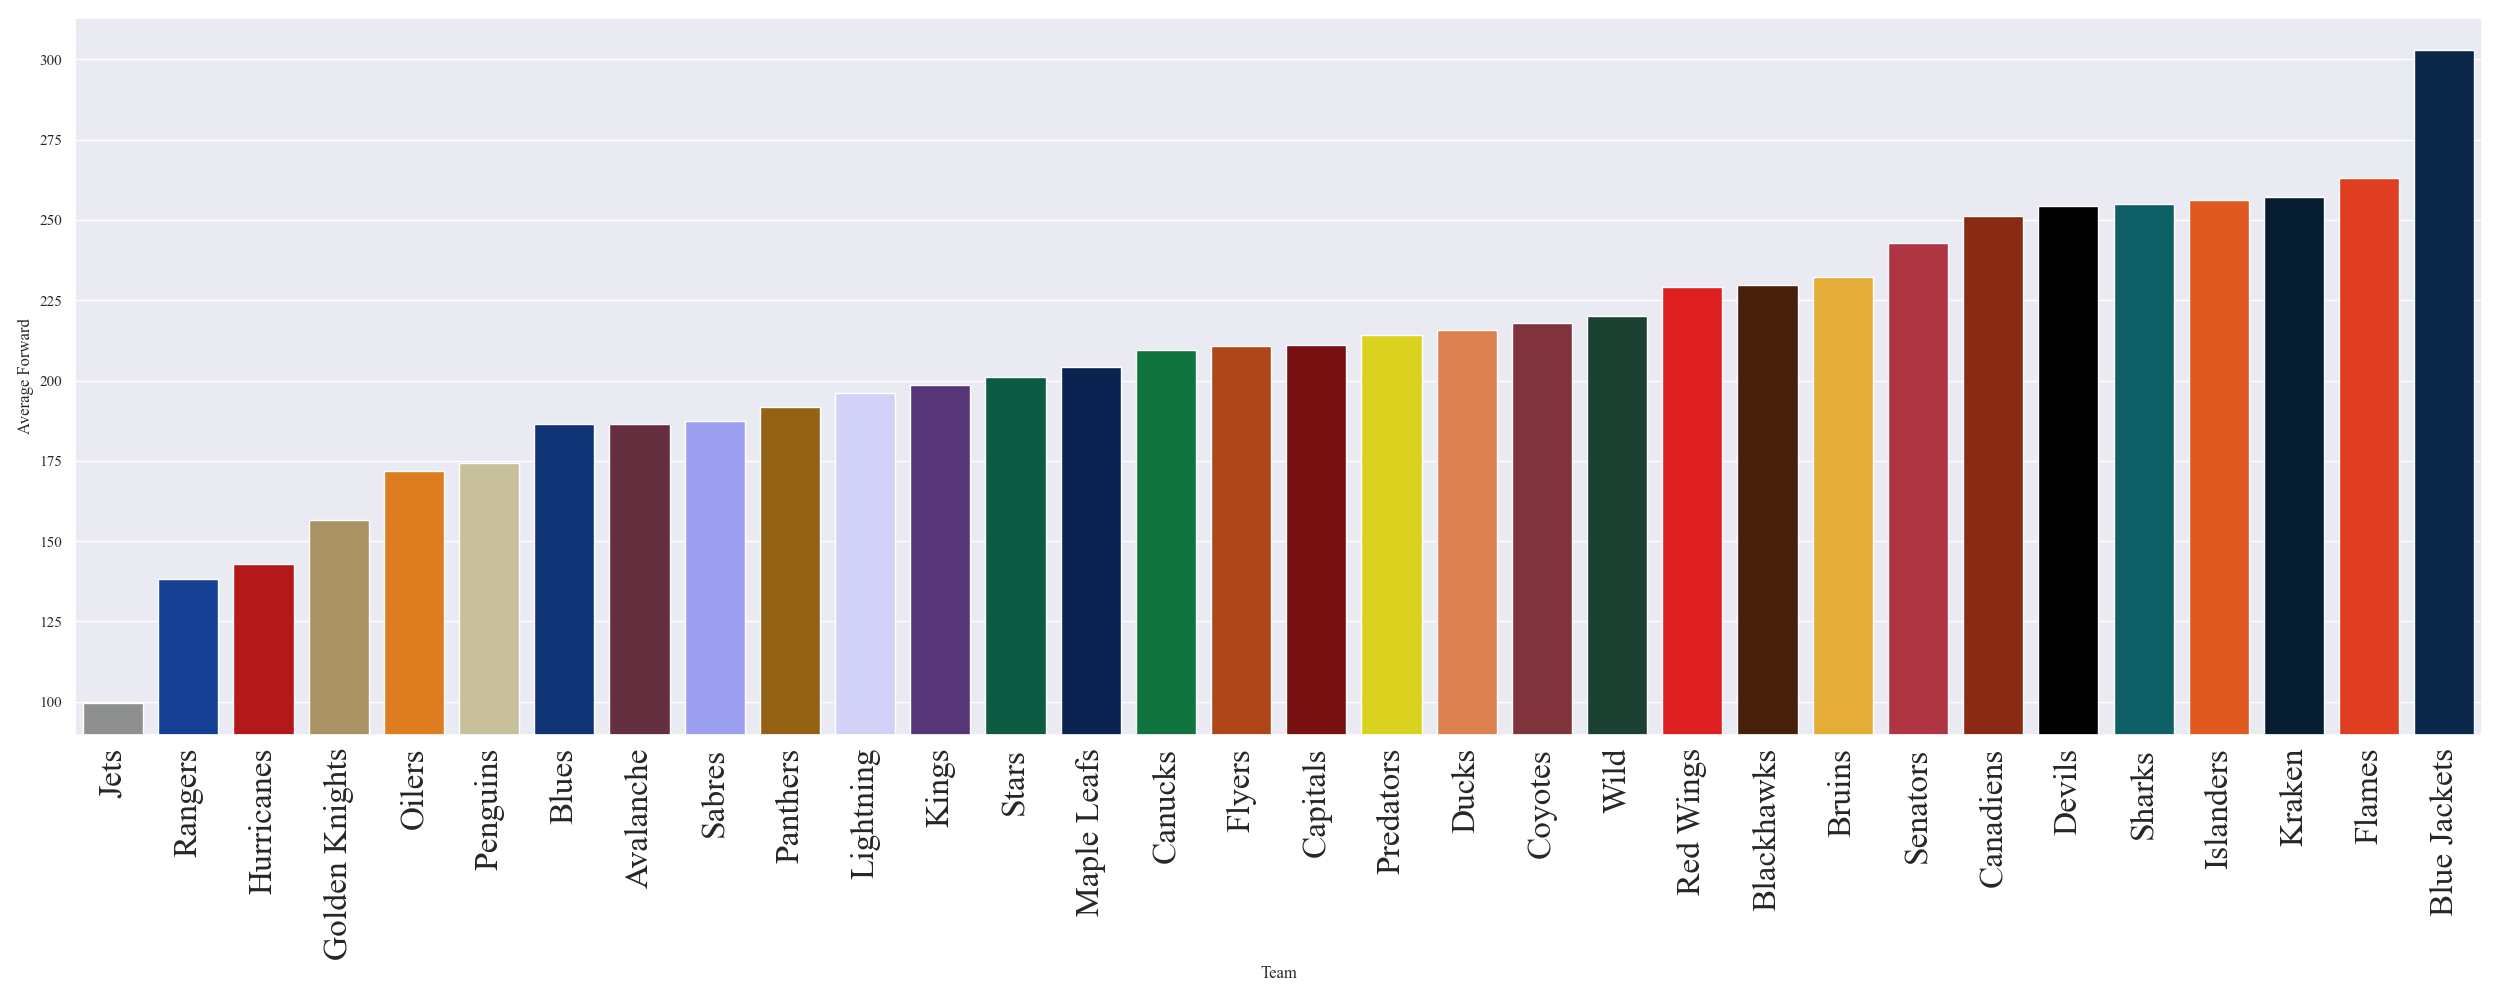 300
275
250
225
200
175
150
125
100
Average Forward
Jets
Rangers
Hurricanes
Golden Knights
Oilers
Penguins
Blues
Avalanche
Sabres
Panthers
Lightning
Kings
Stars
Maple Leafs
Canucks
Flyers
Capitals
Predators
Ducks
Coyotes
Wild
Red Wings
Blackhawks
Bruins
Senators
Canadiens
Devils
Sharks
Islanders
Kraken
Flames
Blue Jackets
Team